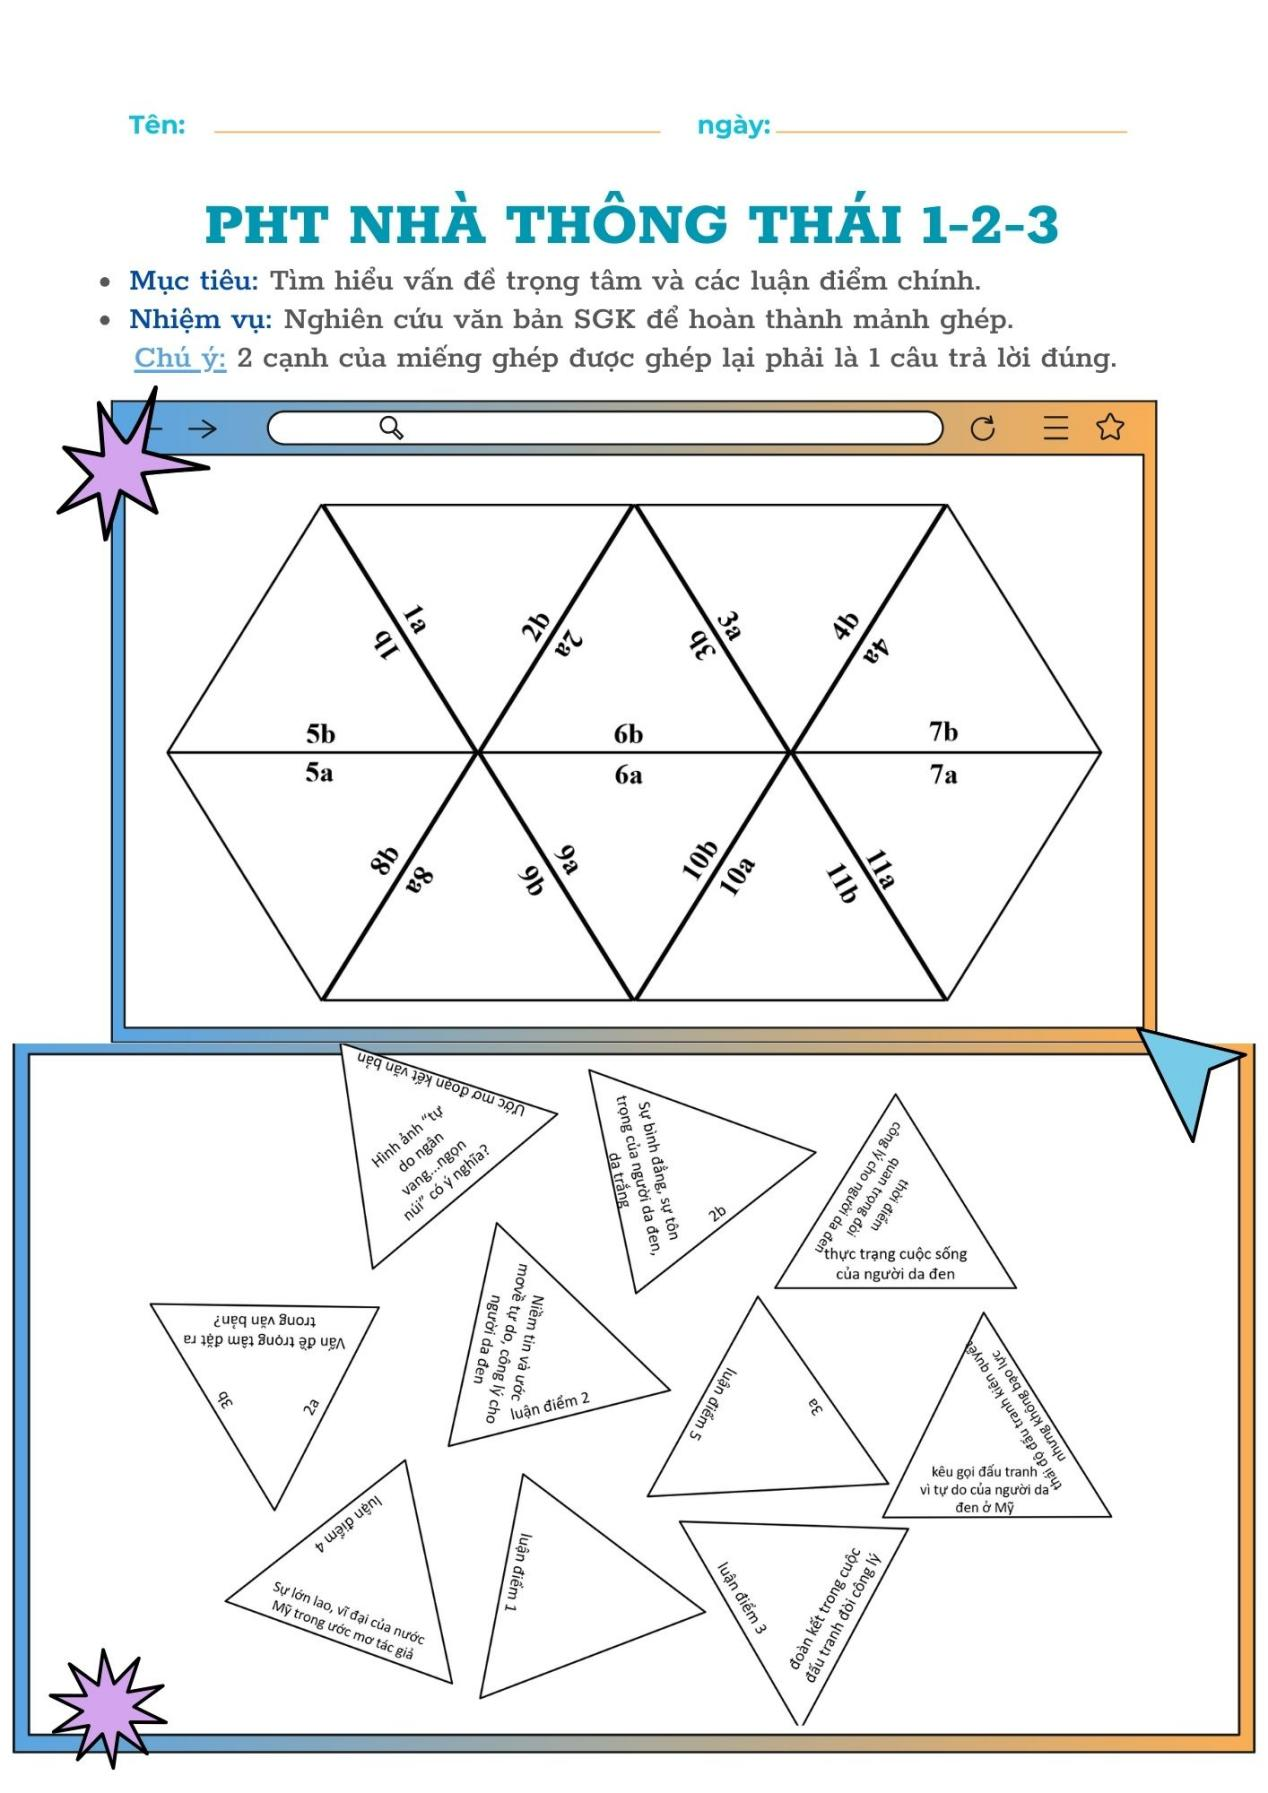 Tên:
ngày:
PHT NHÀ THÔNG THÁI 1-2-3
Mục tiêu: Tìm hiểu vấn đề trọng tâm và các luận điểm chính.
Nhiệm vụ: Nghiên cứu văn bản SGK để hoàn thành mảnh ghép.
Chú ý: 2 cạnh của miếng ghép được ghép lại phải là 1 câu trả lời đúng.
1a
1b
2b
2a
3a
3b
4b
4a
5b
5a
6b
6a
7b
7a
8b
8a
9a
9b
10b
10a
11a
11b
Ước mơ đoạn kết văn bản
Hình ảnh “tự
do ngân
vang...ngọn
núi” có ý nghĩa?
Sự bình đẳng, sự tôn
trọng của người da đen,
da trắng
2b
thời điểm
quan trọng đòi
công lý cho người da đen
thực trạng cuộc sống
của người da đen
Vấn đề trọng tâm đặt ra
trong văn bản?
3b
2a
Niềm tin và ước
mơvề tự do, công lý cho
người da đen
luận điểm 2
luận điểm 5
3a
thái độ đấu tranh kiên quyết
nhưng không bạo lực
kêu gọi đấu tranh
vì tự do của người da
đen ở Mỹ
luận điểm 4
Sự lớn lao, vĩ đại của nước
Mỹ trong ước mơ tác giả
luận điểm 1
luận điểm 3
đoàn kết trong cuộc
đấu tranh đòi công lý